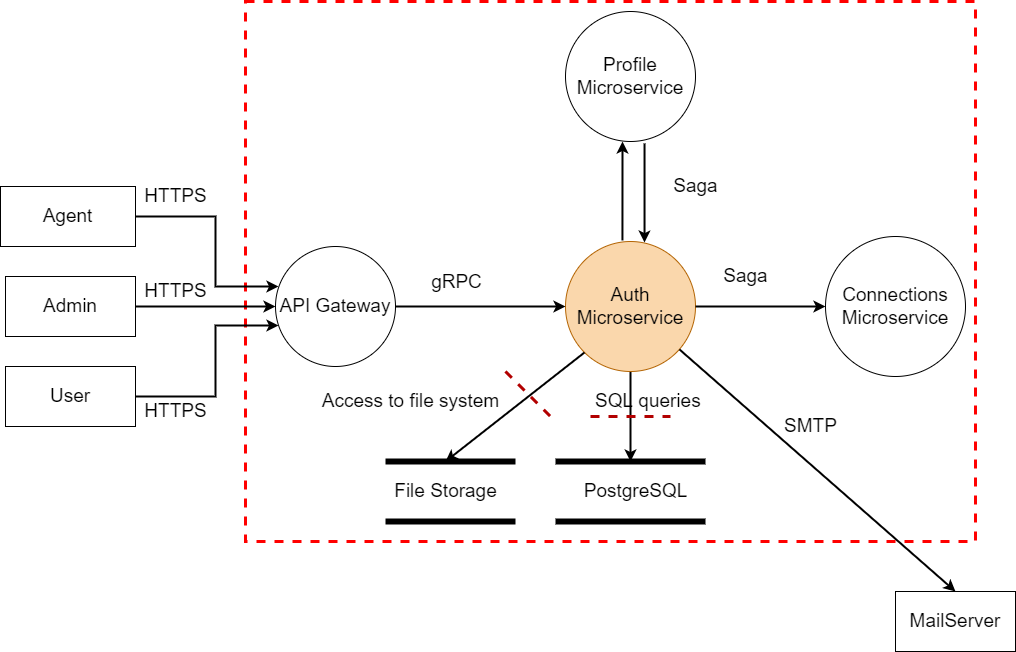 Profile
Microservice
HTTPS
Saga
Agent
HTTPS
gRPC
Saga
Admin
API Gateway
Auth
Microservice
Connections
Microservice
User
HTTPS
Access to file system
SQL queries
SMTP
File Storage
PostgreSQL
MailServer